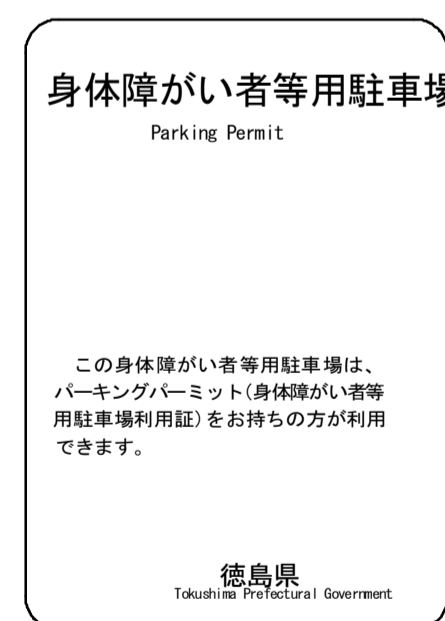 身体障がい者等用駐車場
Parking Permit
この身体障がい者等用駐車場は、
パーキングパーミット(身体障がい者等
用駐車場利用証)をお持ちの方が利用
できます。
徳島県
Tokushima Prefectural Government